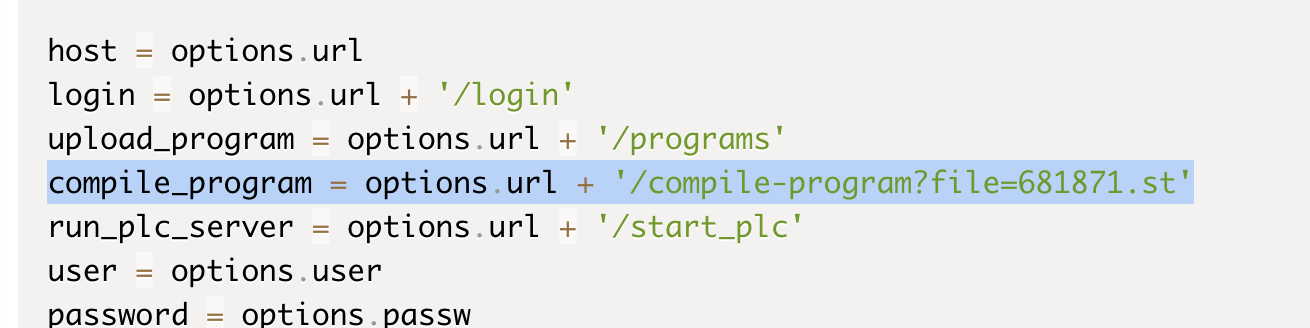 host = options.url
login = options.url + '/login'
upload_program = options.url + '/programs'
compile_program = options.url + '/compile-program?file=681871.st'
run_plc_server = options.url + '/start_plc'
user = options.user
password = options.passw